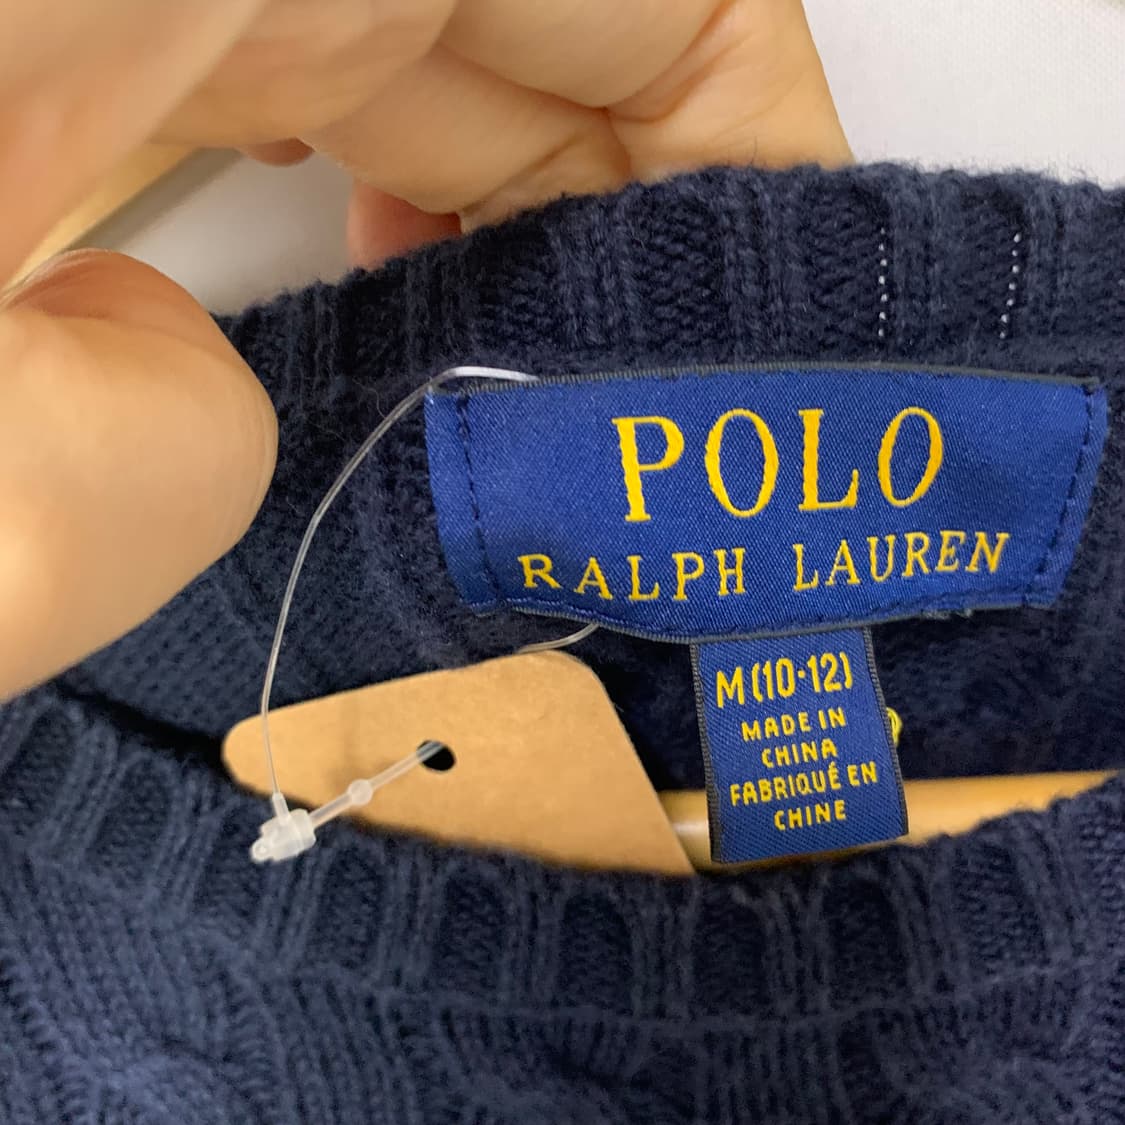 POLO
RALPH LAUREN
M (10-12)
MADE IN
CHINA
FABRIQUÉ EN
CHINE